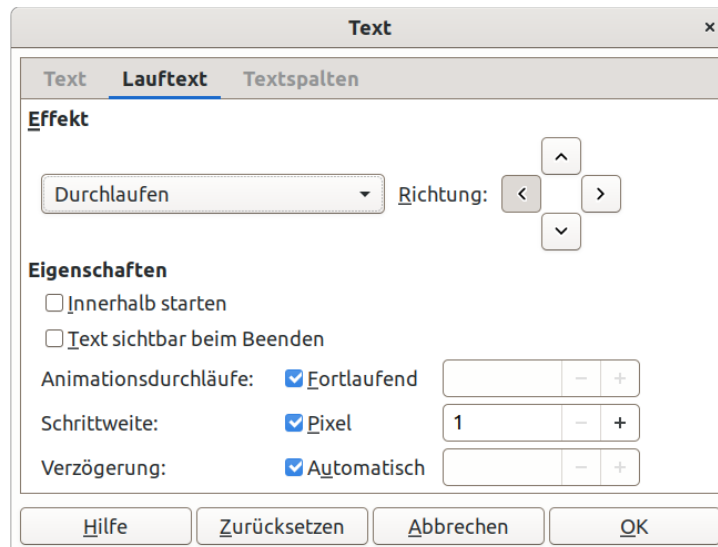 Text
Text Lauftext Textspalten
Effekt
Durchlaufen Richtung:
Eigenschaften
Innerhalb starten
Text sichtbar beim Beenden
Animationsdurchläufe: Fortlaufend
Schrittweite: Pixel 1
Verzögerung: Automatisch
Hilfe Zurücksetzen Abbrechen OK